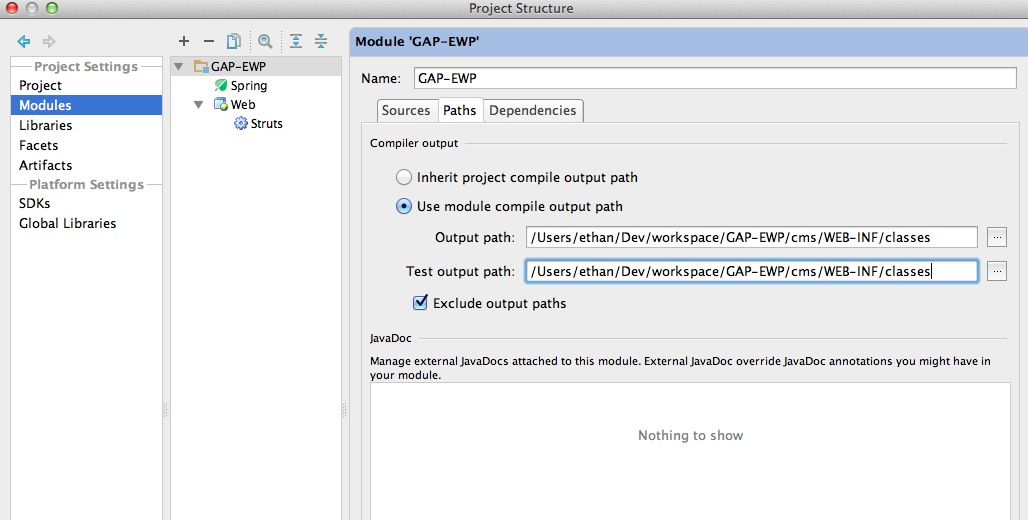 Project Structure
Project Settings
Project
Modules
Libraries
Facets
Artifacts
Platform Settings
SDKs
Global Libraries
GAP-EWP
Spring
Web
Struts
Module 'GAP-EWP'
Name: GAP-EWP
Sources Paths Dependencies
Compiler output
Inherit project compile output path
Use module compile output path
Output path: /Users/ethan/Dev/workspace/GAP-EWP/cms/WEB-INF/classes ...
Test output path: /Users/ethan/Dev/workspace/GAP-EWP/cms/WEB-INF/classes ...
Exclude output paths
JavaDoc
Manage external JavaDocs attached to this module. External JavaDoc override JavaDoc annotations you might have in
your module.
Nothing to show